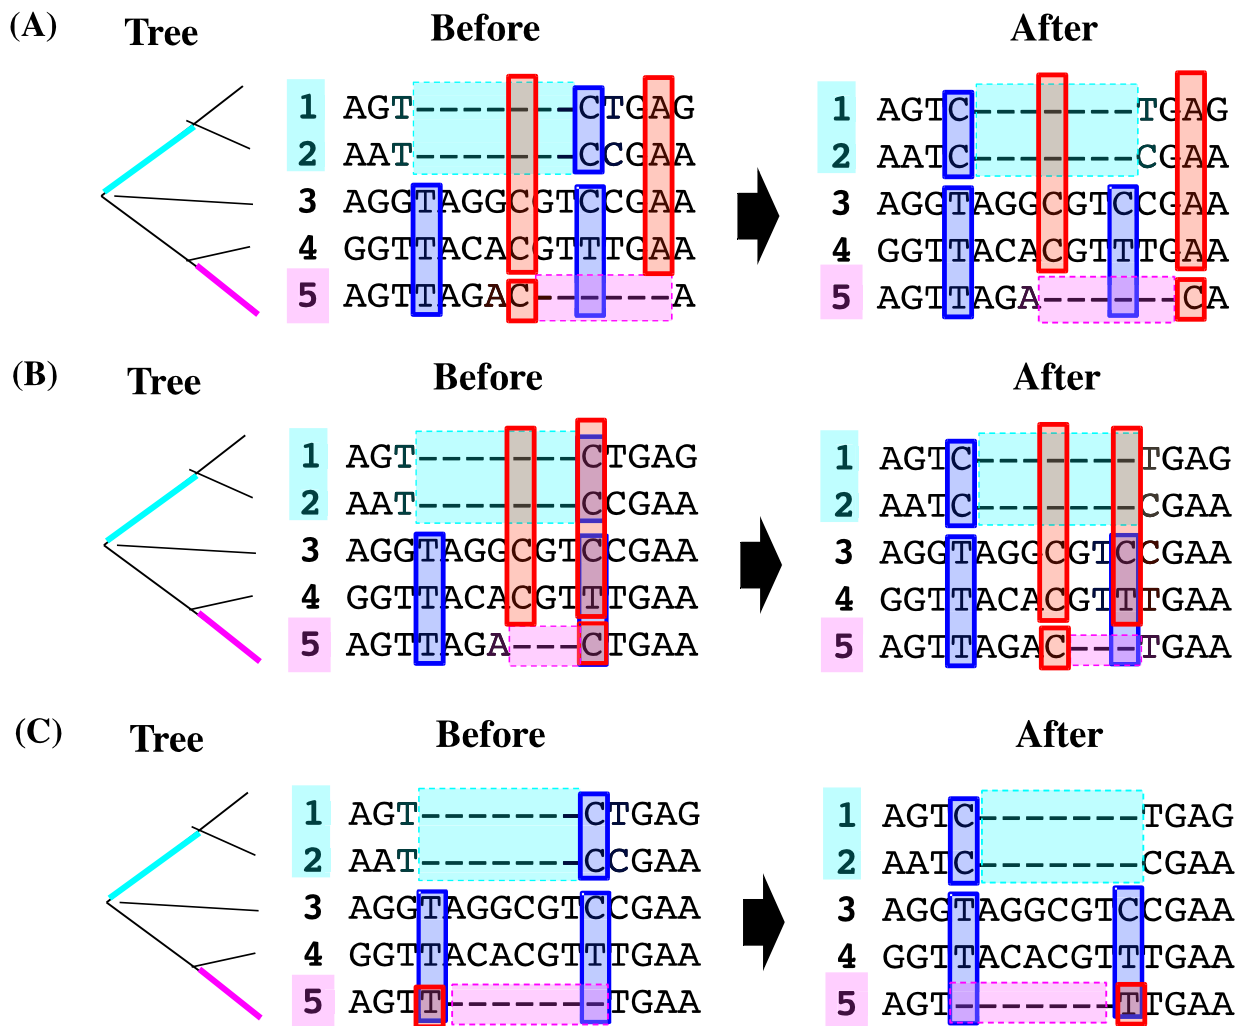 (A) Tree Before After
1 AGT-------CTGAG 1 AGTC-------TGAG
2 AAT-------CCGAA 2 AATC-------CGAA
3 AGGTAGGCGTCCGAA 3 AGGTAGGCGTCCGAA
4 GGTTACACGTTTGAA 4 GGTTACACGTTTGAA
5 AGTTAGAC------A 5 AGTTAGA------CA
(B) Tree Before After
1 AGT-------CTGAG 1 AGTC-------TGAG
2 AAT-------CCGAA 2 AATC-------CGAA
3 AGGTAGGCGTCCGAA 3 AGGTAGGCGTCCGAA
4 GGTTACACGTTTGAA 4 GGTTACACGTTTGAA
5 AGTTAGA---CTGAA 5 AGTTAGAC---TGAA
(C) Tree Before After
1 AGT-------CTGAG 1 AGTC-------TGAG
2 AAT-------CCGAA 2 AATC-------CGAA
3 AGGTAGGCGTCCGAA 3 AGGTAGGCGTCCGAA
4 GGTTACACGTTTGAA 4 GGTTACACGTTTGAA
5 AGTT-------TGAA 5 AGT-------TTGAA